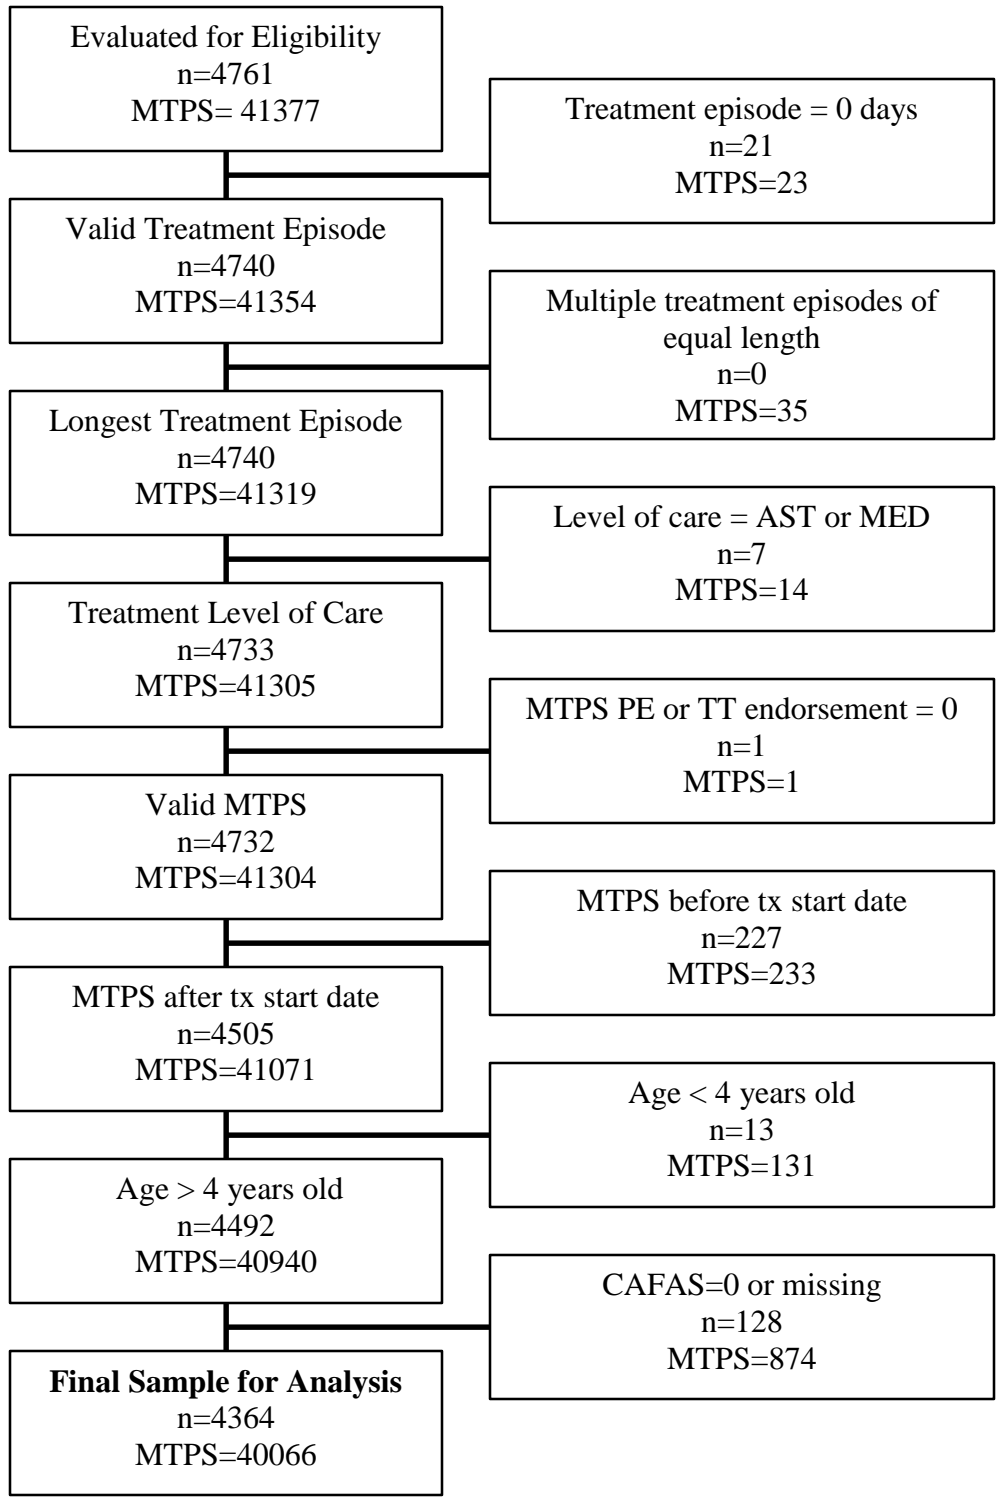 Evaluated for Eligibility
n=4761
MTPS= 41377
Treatment episode = 0 days
n=21
MTPS=23
Valid Treatment Episode
n=4740
MTPS=41354
Multiple treatment episodes of
equal length
n=0
MTPS=35
Longest Treatment Episode
n=4740
MTPS=41319
Level of care = AST or MED
n=7
MTPS=14
Treatment Level of Care
n=4733
MTPS=41305
MTPS PE or TT endorsement = 0
n=1
MTPS=1
Valid MTPS
n=4732
MTPS=41304
MTPS before tx start date
n=227
MTPS=233
MTPS after tx start date
n=4505
MTPS=41071
Age < 4 years old
n=13
MTPS=131
Age > 4 years old
n=4492
MTPS=40940
CAFAS=0 or missing
n=128
MTPS=874
Final Sample for Analysis
n=4364
MTPS=40066